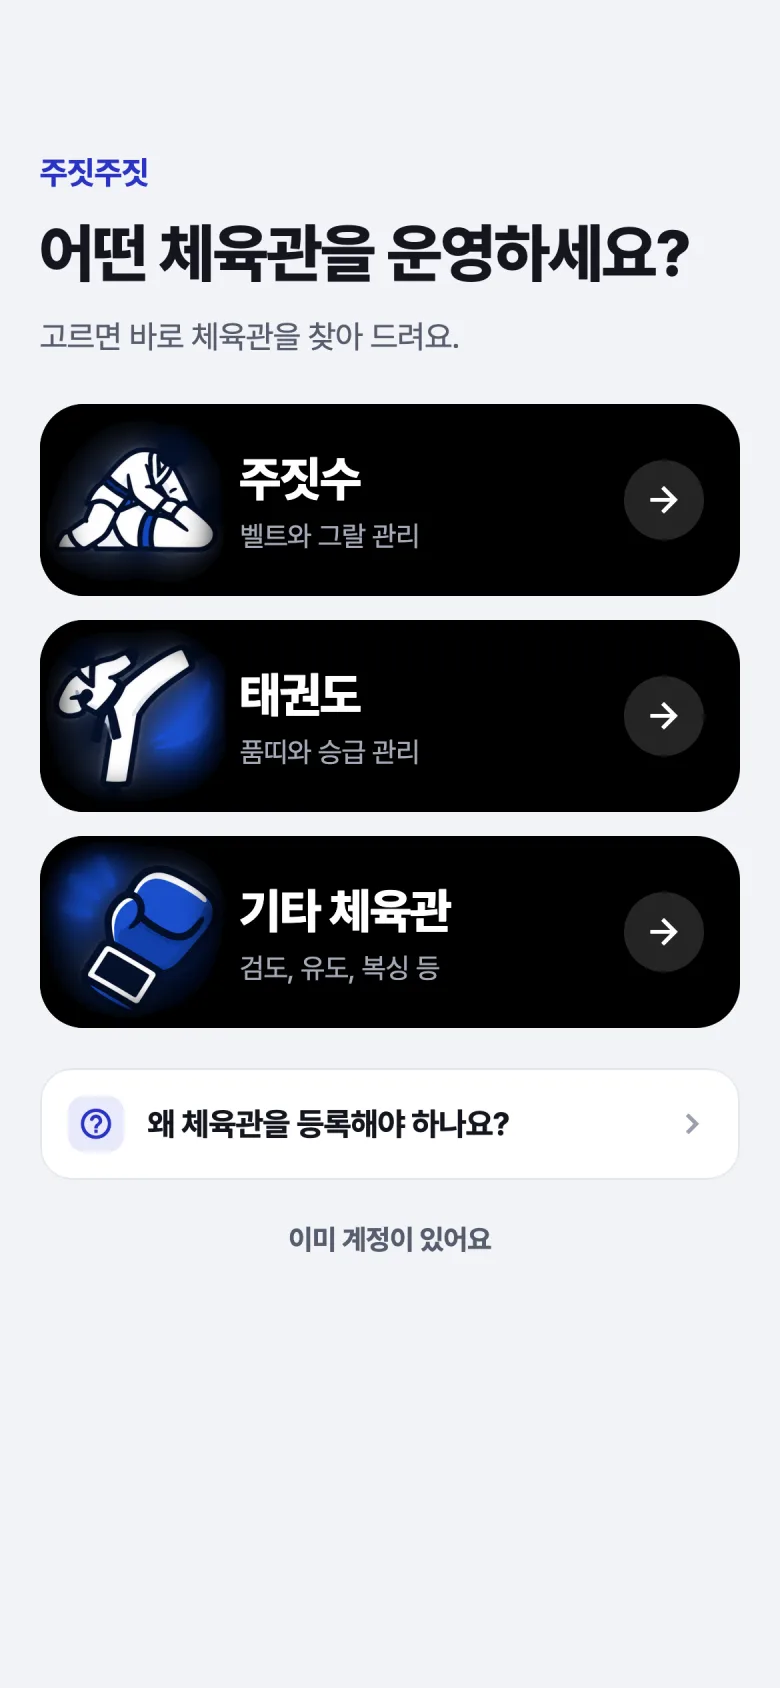 주짓주짓
어떤 체육관을 운영하세요?
고르면 바로 체육관을 찾아 드려요.
주짓수
벨트와 그랄 관리
태권도
품띠와 승급 관리
기타 체육관
검도, 유도, 복싱 등
왜 체육관을 등록해야 하나요?
이미 계정이 있어요